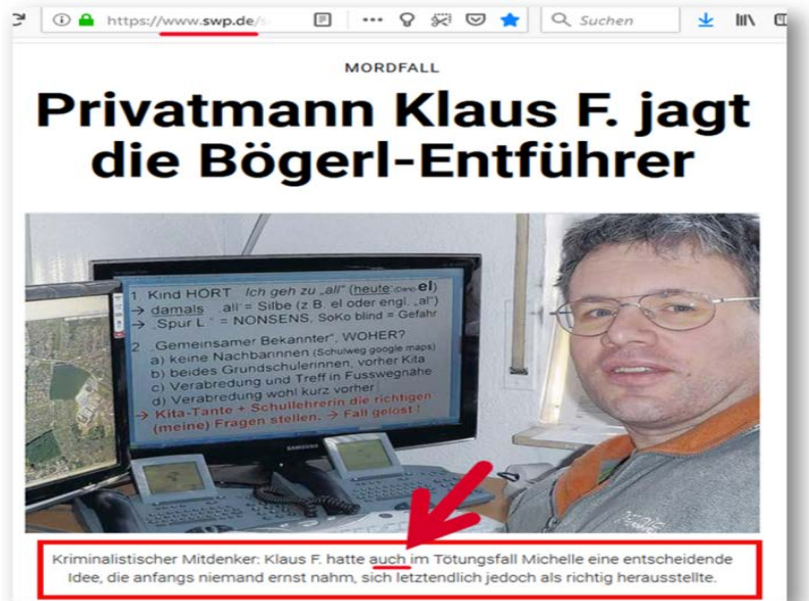 https://www.swp.de/s
Suchen
MORDFALL
Privatmann Klaus F. jagt
die Bögerl-Entführer
1 Kind HÖRT Ich geh zu „all" (heute: Dani-el)
→ damals „all" = Silbe (z.B. el oder engl. „al")
→ „Spur L." = NONSENS, SoKo blind = Gefahr
2 „Gemeinsamer Bekannter", WOHER?
a) keine Nachbarinnen (Schulweg google maps)
b) beides Grundschulerinnen, vorher Kita
c) Verabredung und Treff in Fusswegnähe
d) Verabredung wohl kurz vorher
→ Kita-Tante + Schullehrerin die richtigen
(meine) Fragen stellen. → Fall gelöst!
SAMSUNG
Kriminalistischer Mitdenker: Klaus F. hatte auch im Tötungsfall Michelle eine entscheidende
Idee, die anfangs niemand ernst nahm, sich letztendlich jedoch als richtig herausstellte.